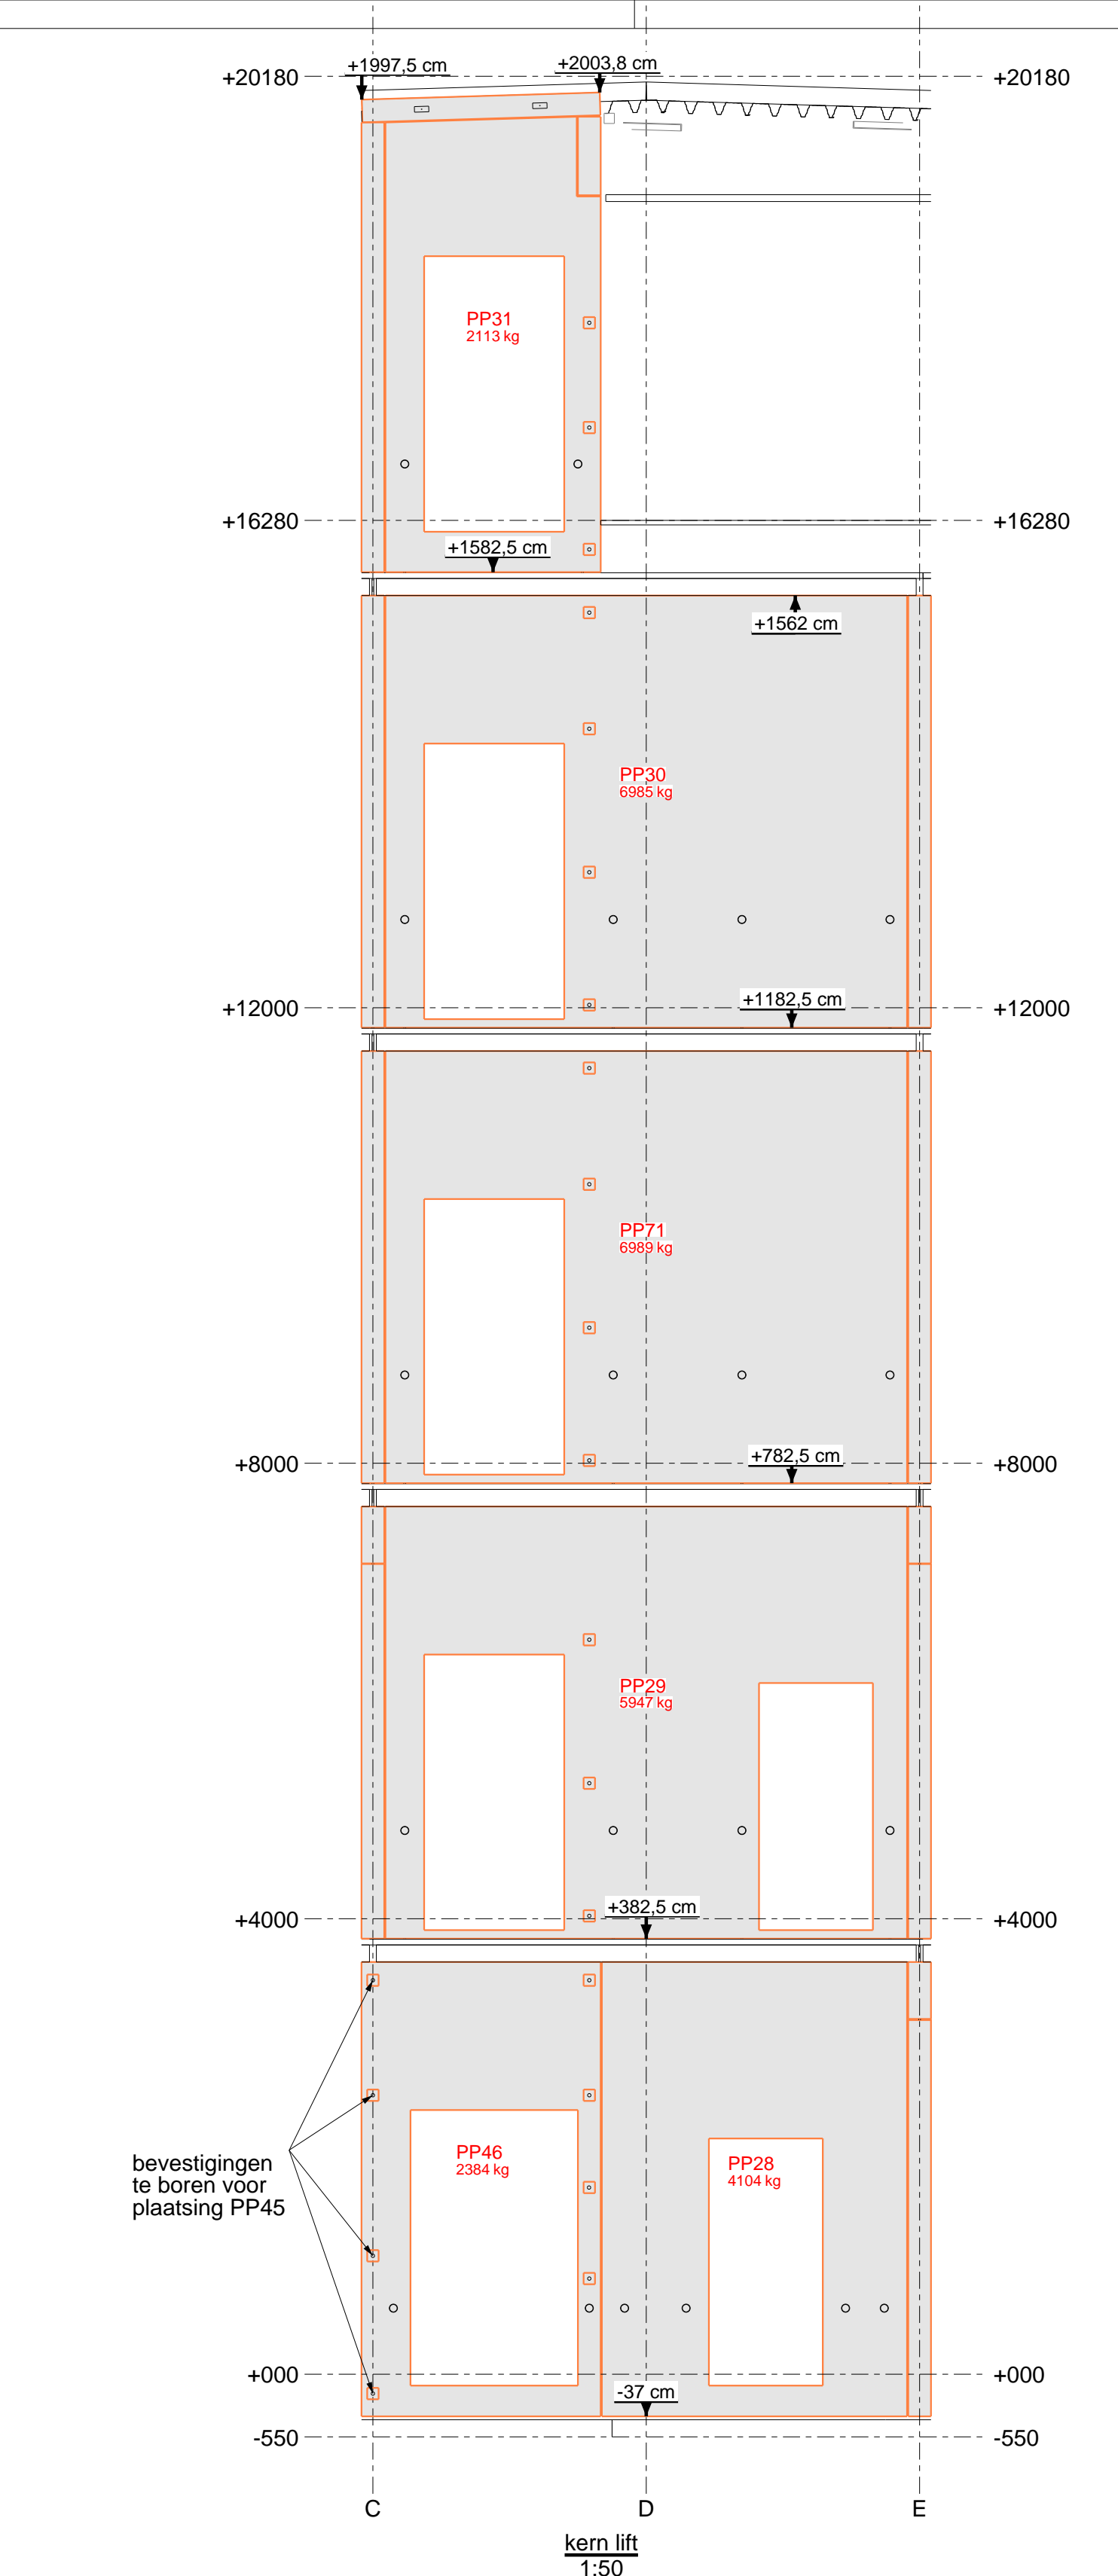 +1997,5 cm
+2003,8 cm
+20180
+20180
PP31
2113 kg
+16280
+16280
+1582,5 cm
+1562 cm
PP30
6985 kg
+1182,5 cm
+12000
+12000
PP71
6989 kg
+782,5 cm
+8000
+8000
PP29
5947 kg
+382,5 cm
+4000
+4000
bevestigingen
te boren voor
plaatsing PP45
PP46
2384 kg
PP28
4104 kg
+000
+000
-37 cm
-550
-550
C
D
E
kern lift
1:50